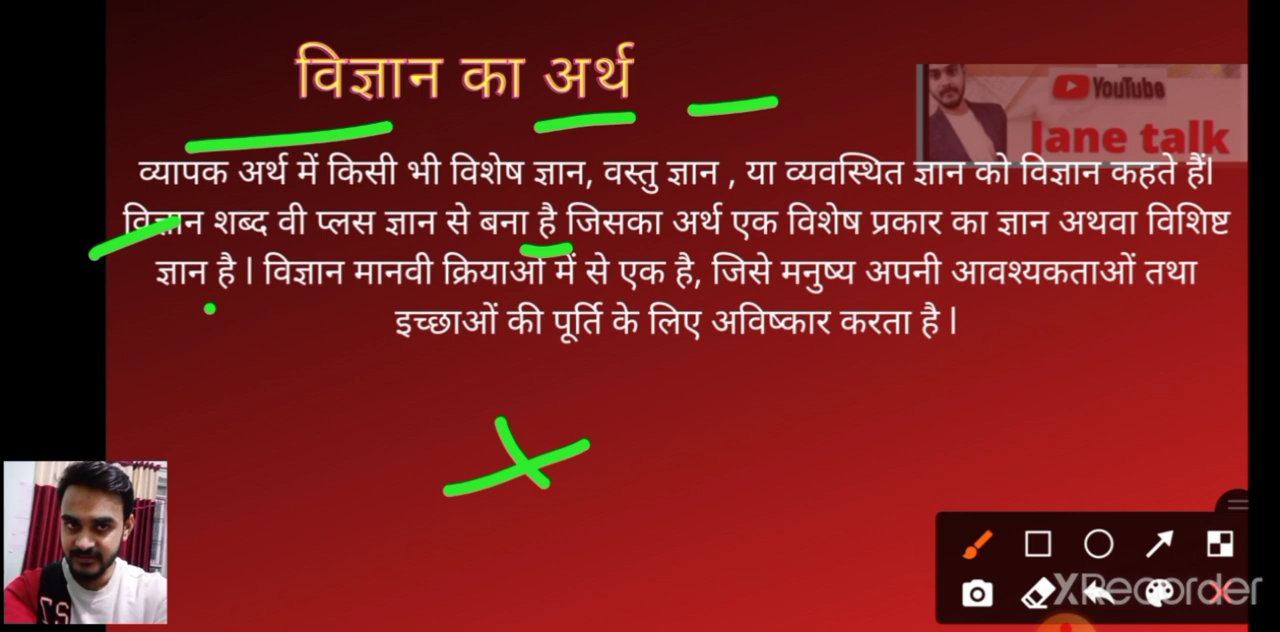 विज्ञान का अर्थ
YouTube
lane talk
व्यापक अर्थ में किसी भी विशेष ज्ञान, वस्तु ज्ञान , या व्यवस्थित ज्ञान को विज्ञान कहते हैं।
विज्ञान शब्द वी प्लस ज्ञान से बना है जिसका अर्थ एक विशेष प्रकार का ज्ञान अथवा विशिष्ट
ज्ञान है । विज्ञान मानवी क्रियाओं में से एक है, जिसे मनुष्य अपनी आवश्यकताओं तथा
इच्छाओं की पूर्ति के लिए अविष्कार करता है ।
XRecorder